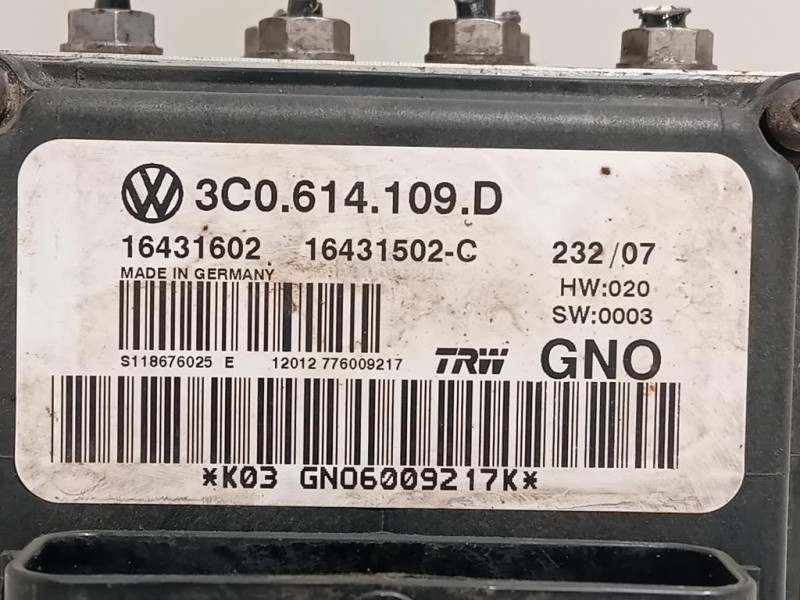 3C0.614.109.D
16431602 16431502-C 232/07
MADE IN GERMANY HW:020
SW:0003
S118676025 E 12012 776009217 TRW GNO
*K03 GNO6009217K*